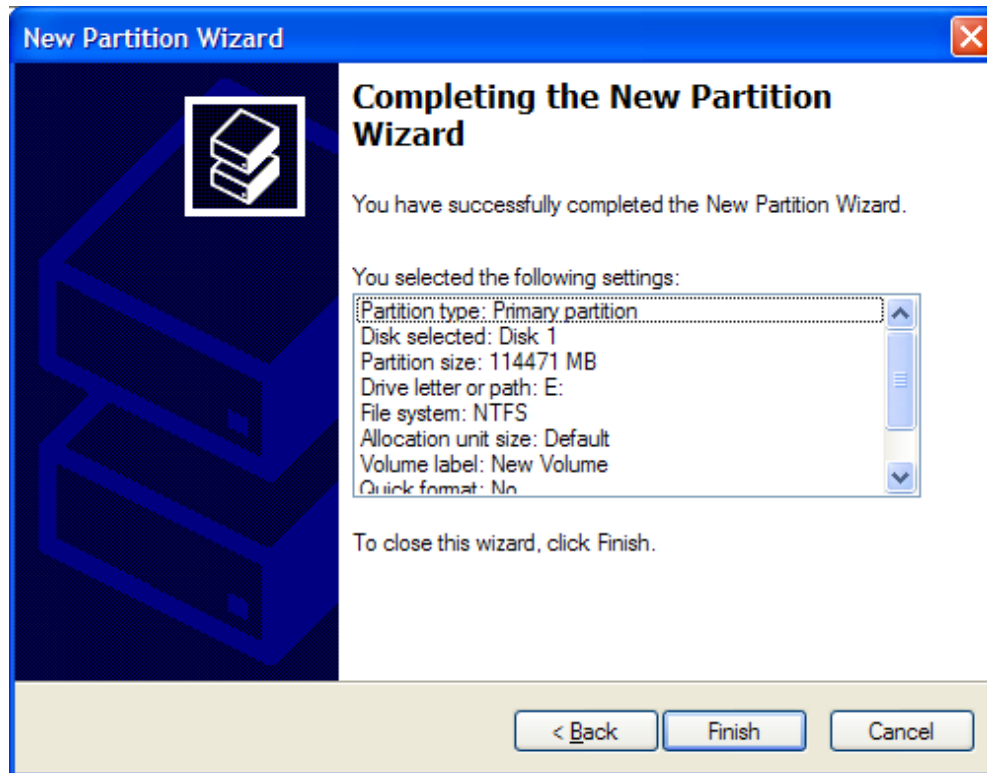 New Partition Wizard
Completing the New Partition
Wizard
You have successfully completed the New Partition Wizard.
You selected the following settings:
Partition type: Primary partition
Disk selected: Disk 1
Partition size: 114471 MB
Drive letter or path: E:
File system: NTFS
Allocation unit size: Default
Volume label: New Volume
Quick format: No
To close this wizard, click Finish.
< Back
Finish
Cancel